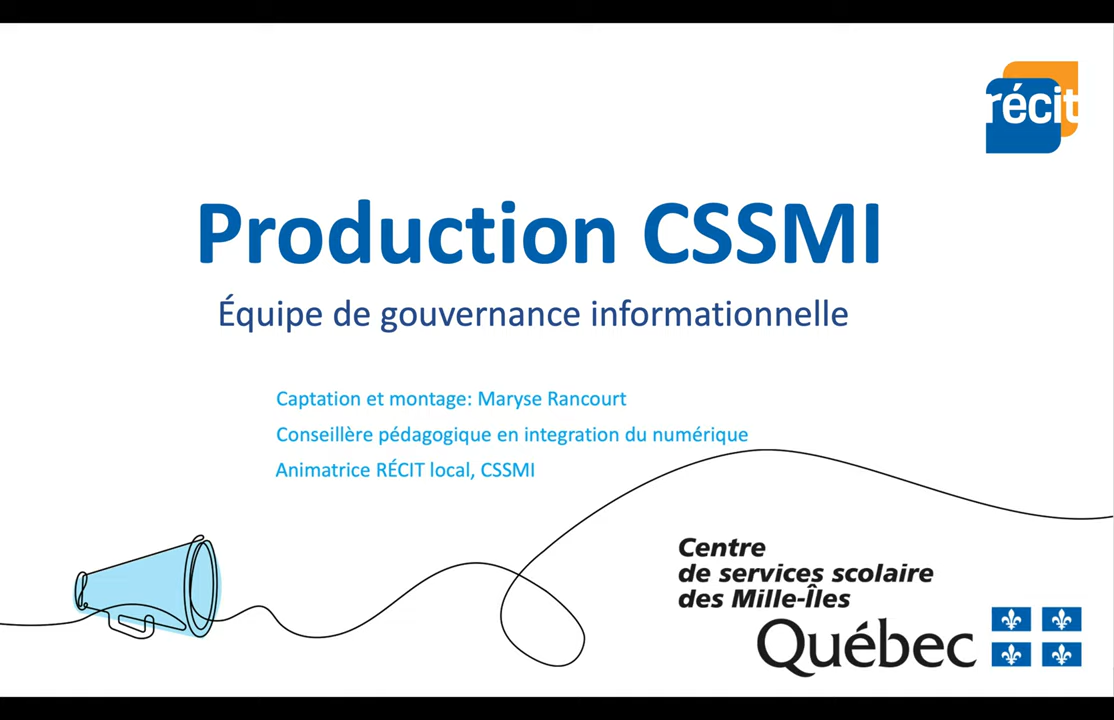 récit
Production CSSMI
Équipe de gouvernance informationnelle
Captation et montage: Maryse Rancourt
Conseillère pédagogique en integration du numérique
Animatrice RÉCIT local, CSSMI
Centre
de services scolaire
des Mille-Îles
Québec